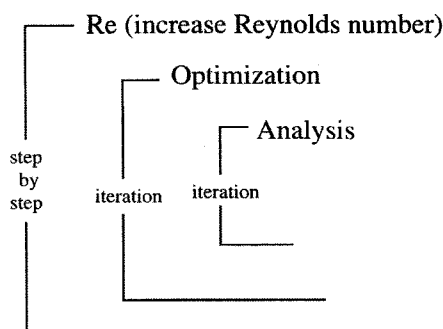 Re (increase Reynolds number)
Optimization
Analysis
step
by
step
iteration
iteration